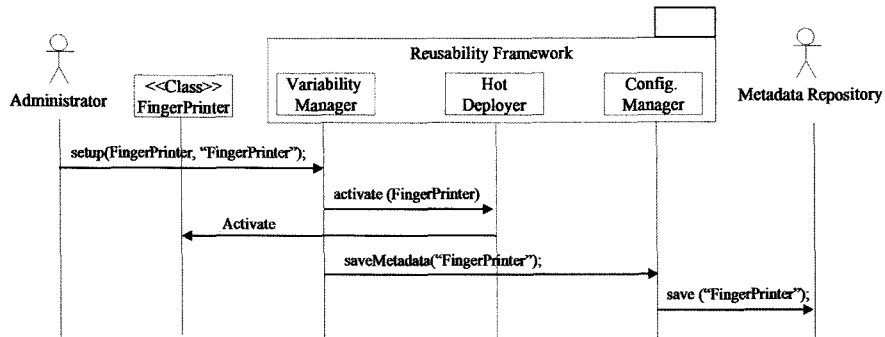 Reusability Framework
Administrator
<<Class>>
FingerPrinter
Variability
Manager
Hot
Deployer
Config.
Manager
Metadata Repository
setup(FingerPrinter, “FingerPrinter”);
activate (FingerPrinter)
Activate
saveMetadata(“FingerPrinter”);
save (“FingerPrinter”);